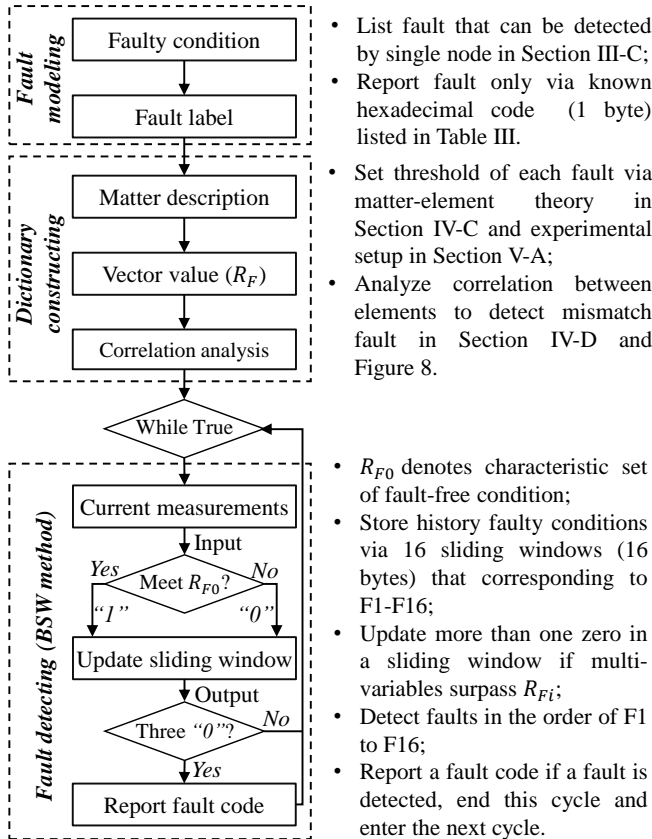 Fault modeling
Faulty condition
Fault label
• List fault that can be detected
by single node in Section III-C;
• Report fault only via known
hexadecimal code (1 byte)
listed in Table III.
Dictionary constructing
Matter description
Vector value (R_F)
Correlation analysis
• Set threshold of each fault via
matter-element theory in
Section IV-C and experimental
setup in Section V-A;
• Analyze correlation between
elements to detect mismatch
fault in Section IV-D and
Figure 8.
While True
Fault detecting (BSW method)
Current measurements
Input
Yes
Meet R_F0?
No
"1"
"0"
Update sliding window
Output
Three "0"?
No
Yes
Report fault code
• R_F0 denotes characteristic set
of fault-free condition;
• Store history faulty conditions
via 16 sliding windows (16
bytes) that corresponding to
F1-F16;
• Update more than one zero in
a sliding window if multi-
variables surpass R_Fi;
• Detect faults in the order of F1
to F16;
• Report a fault code if a fault is
detected, end this cycle and
enter the next cycle.